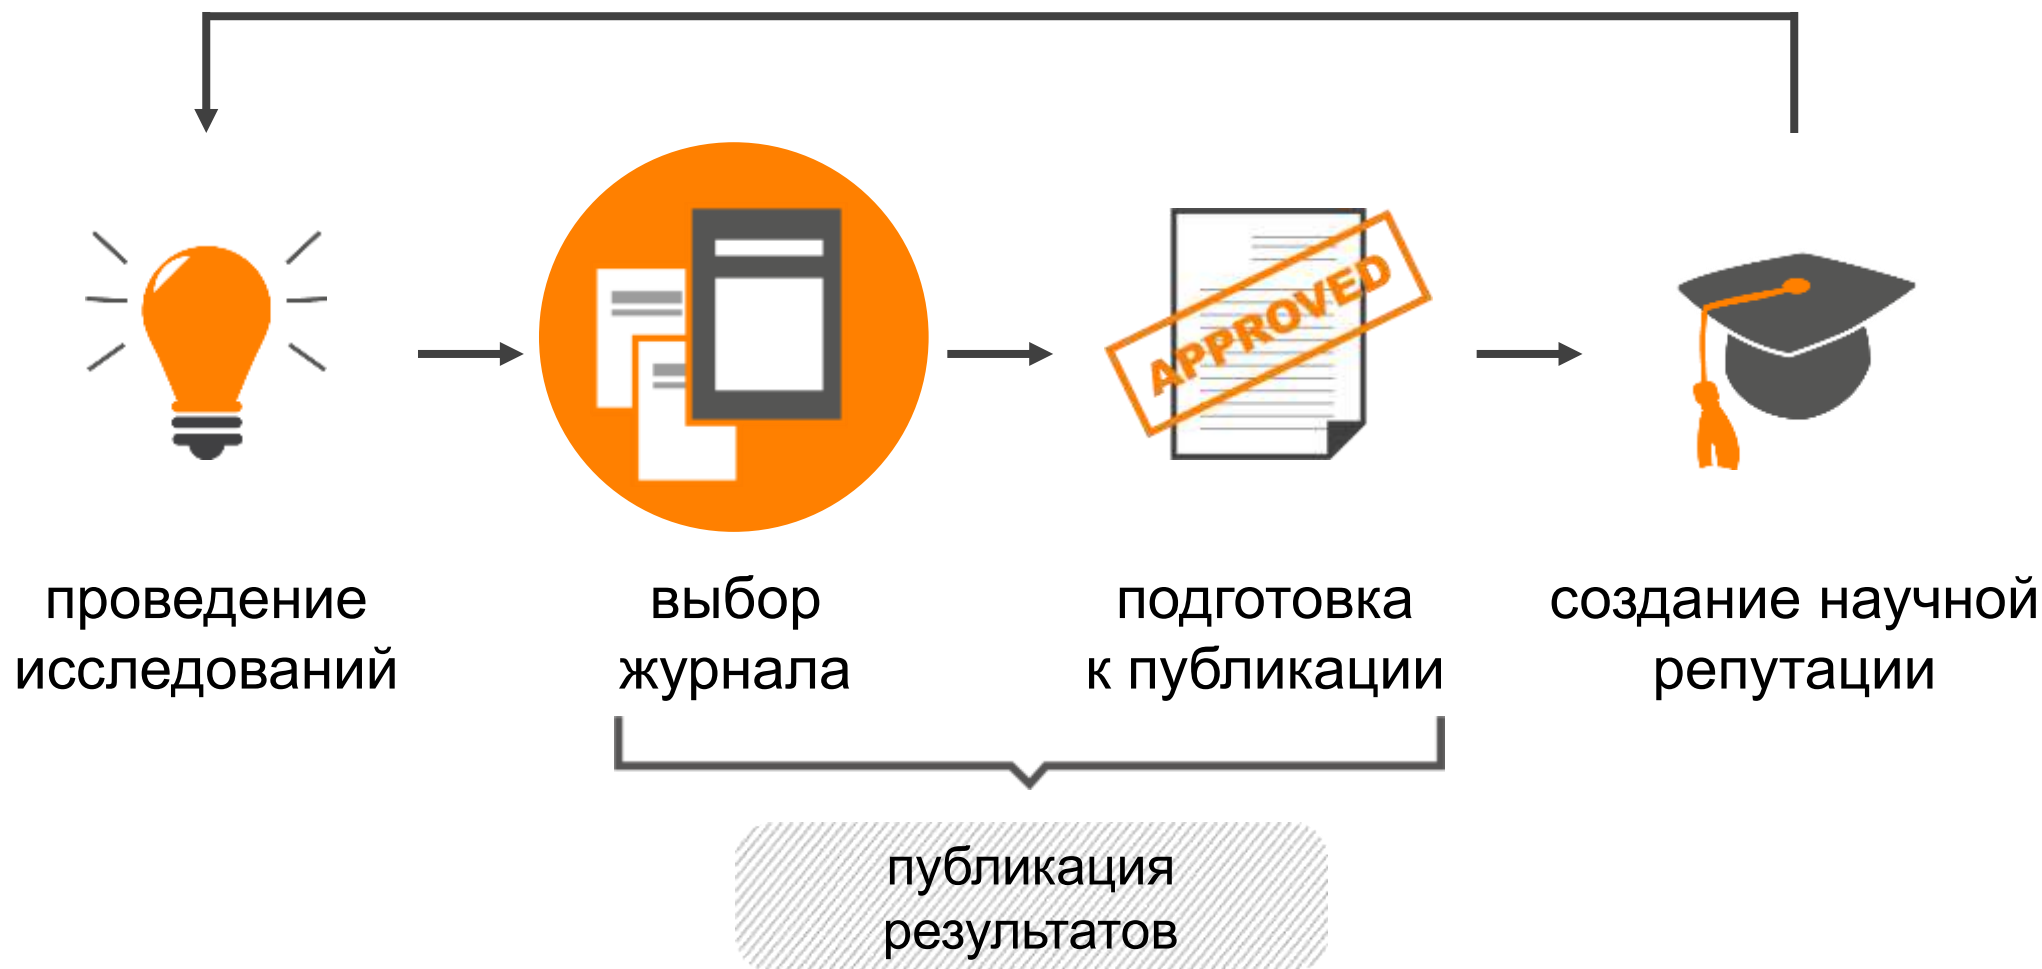 APPROVED
проведение
исследований
выбор
журнала
подготовка
к публикации
создание научной
репутации
публикация
результатов